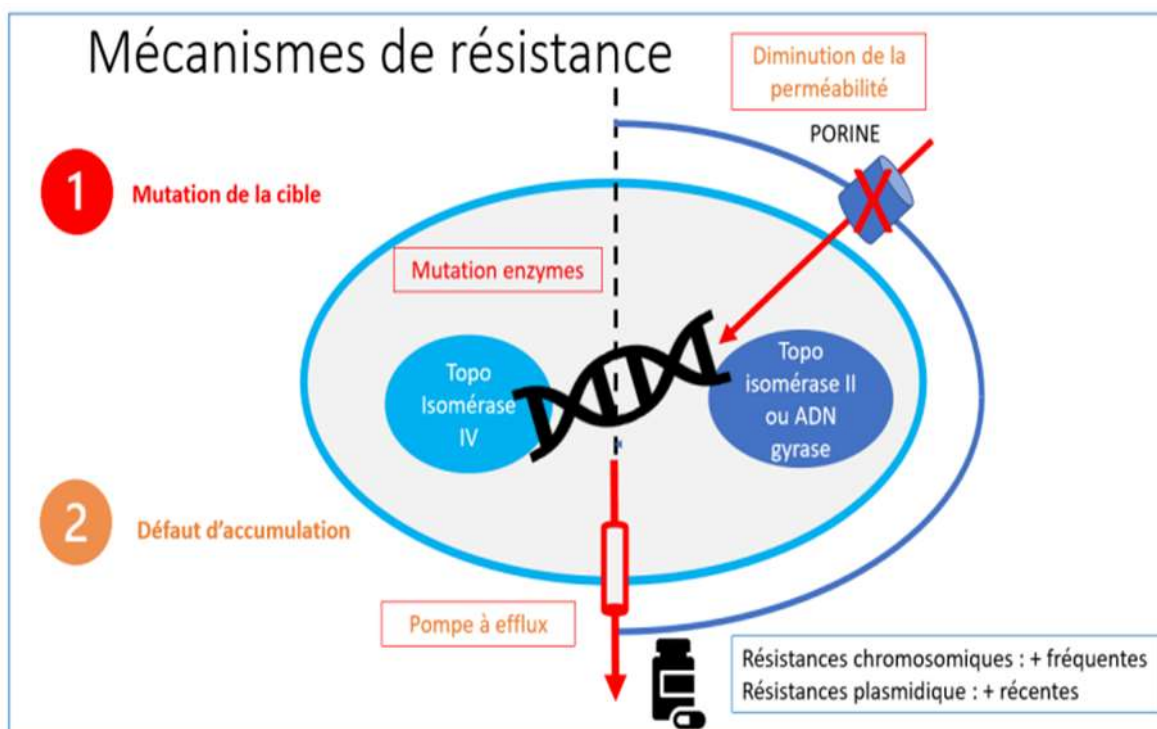 Mécanismes de résistance
Diminution de la
perméabilité
PORINE
1
Mutation de la cible
Mutation enzymes
Topo
Isomérase
IV
Topo
isomérase II
ou ADN
gyrase
2
Défaut d'accumulation
Pompe à efflux
Résistances chromosomiques : + fréquentes
Résistances plasmidique : + récentes